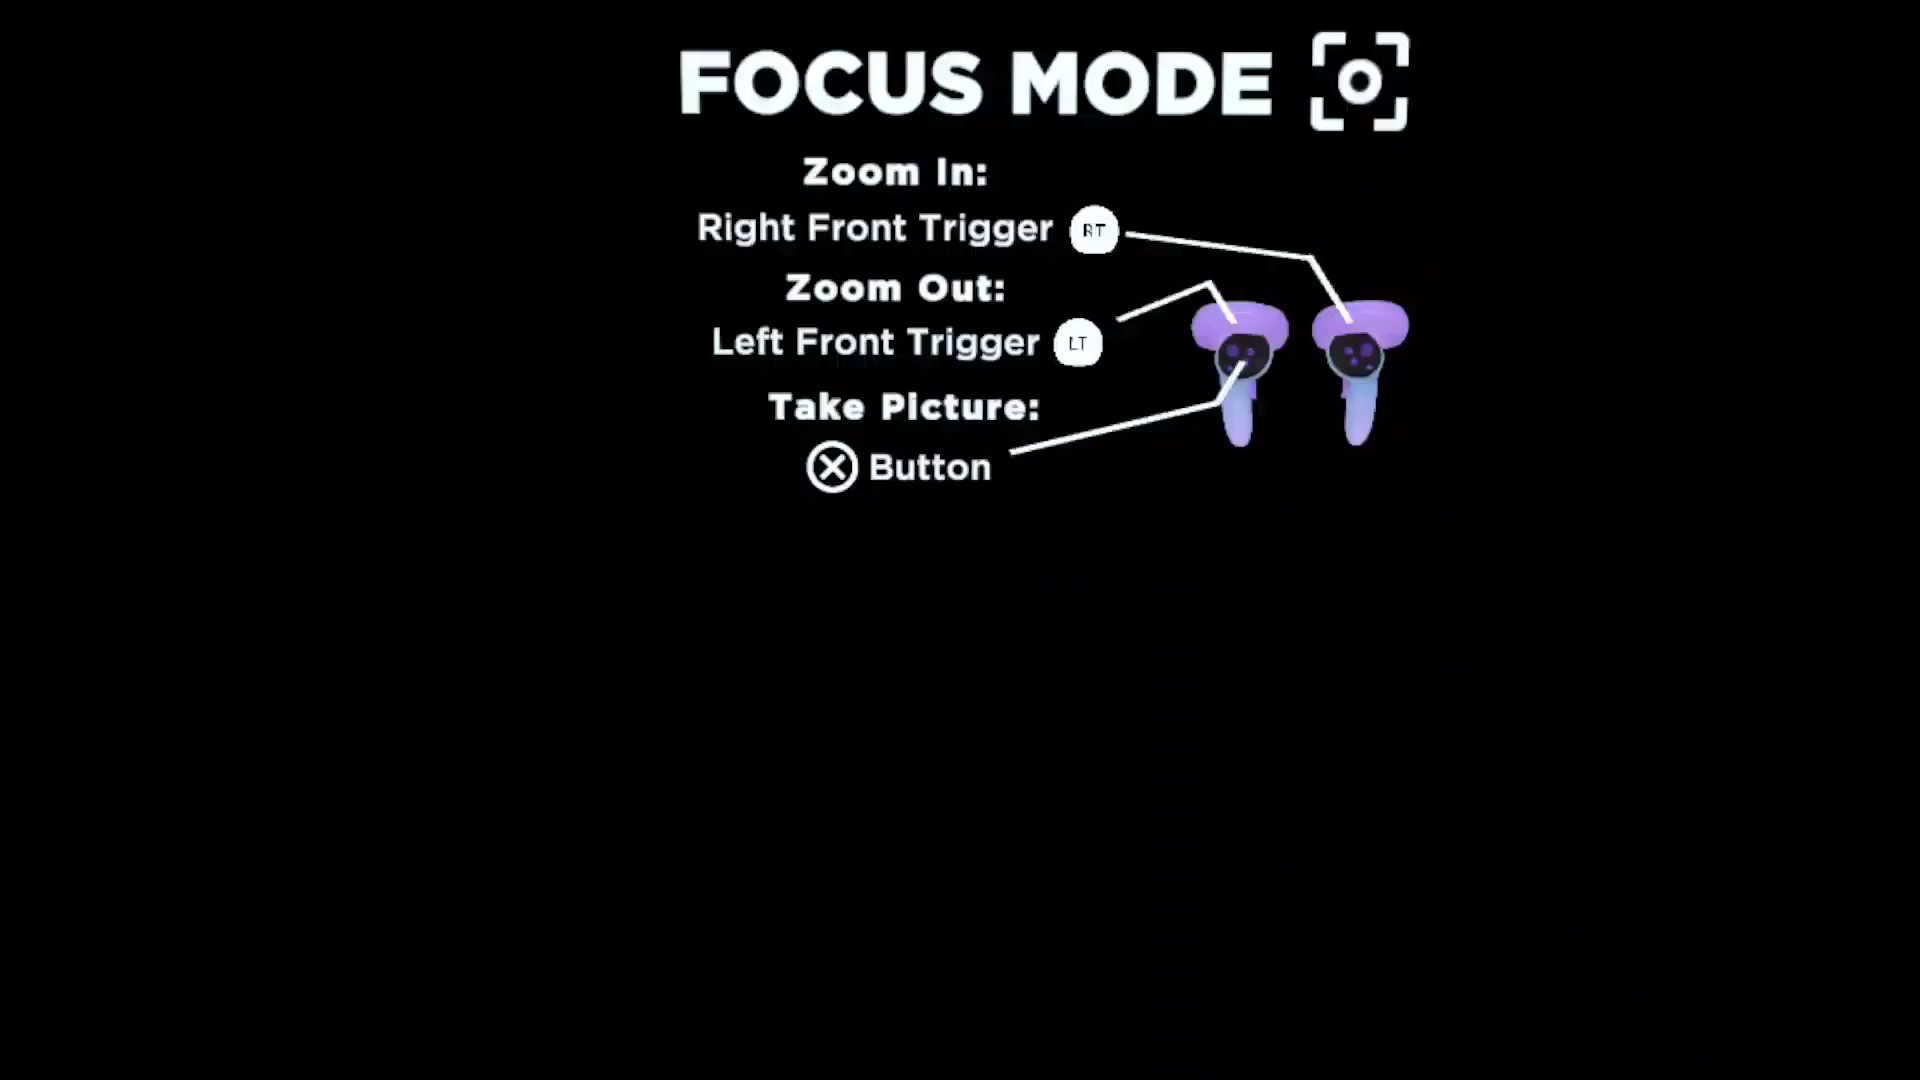 FOCUS MODE
Zoom In:
Right Front Trigger RT
Zoom Out:
Left Front Trigger LT
Take Picture:
Ⓧ Button